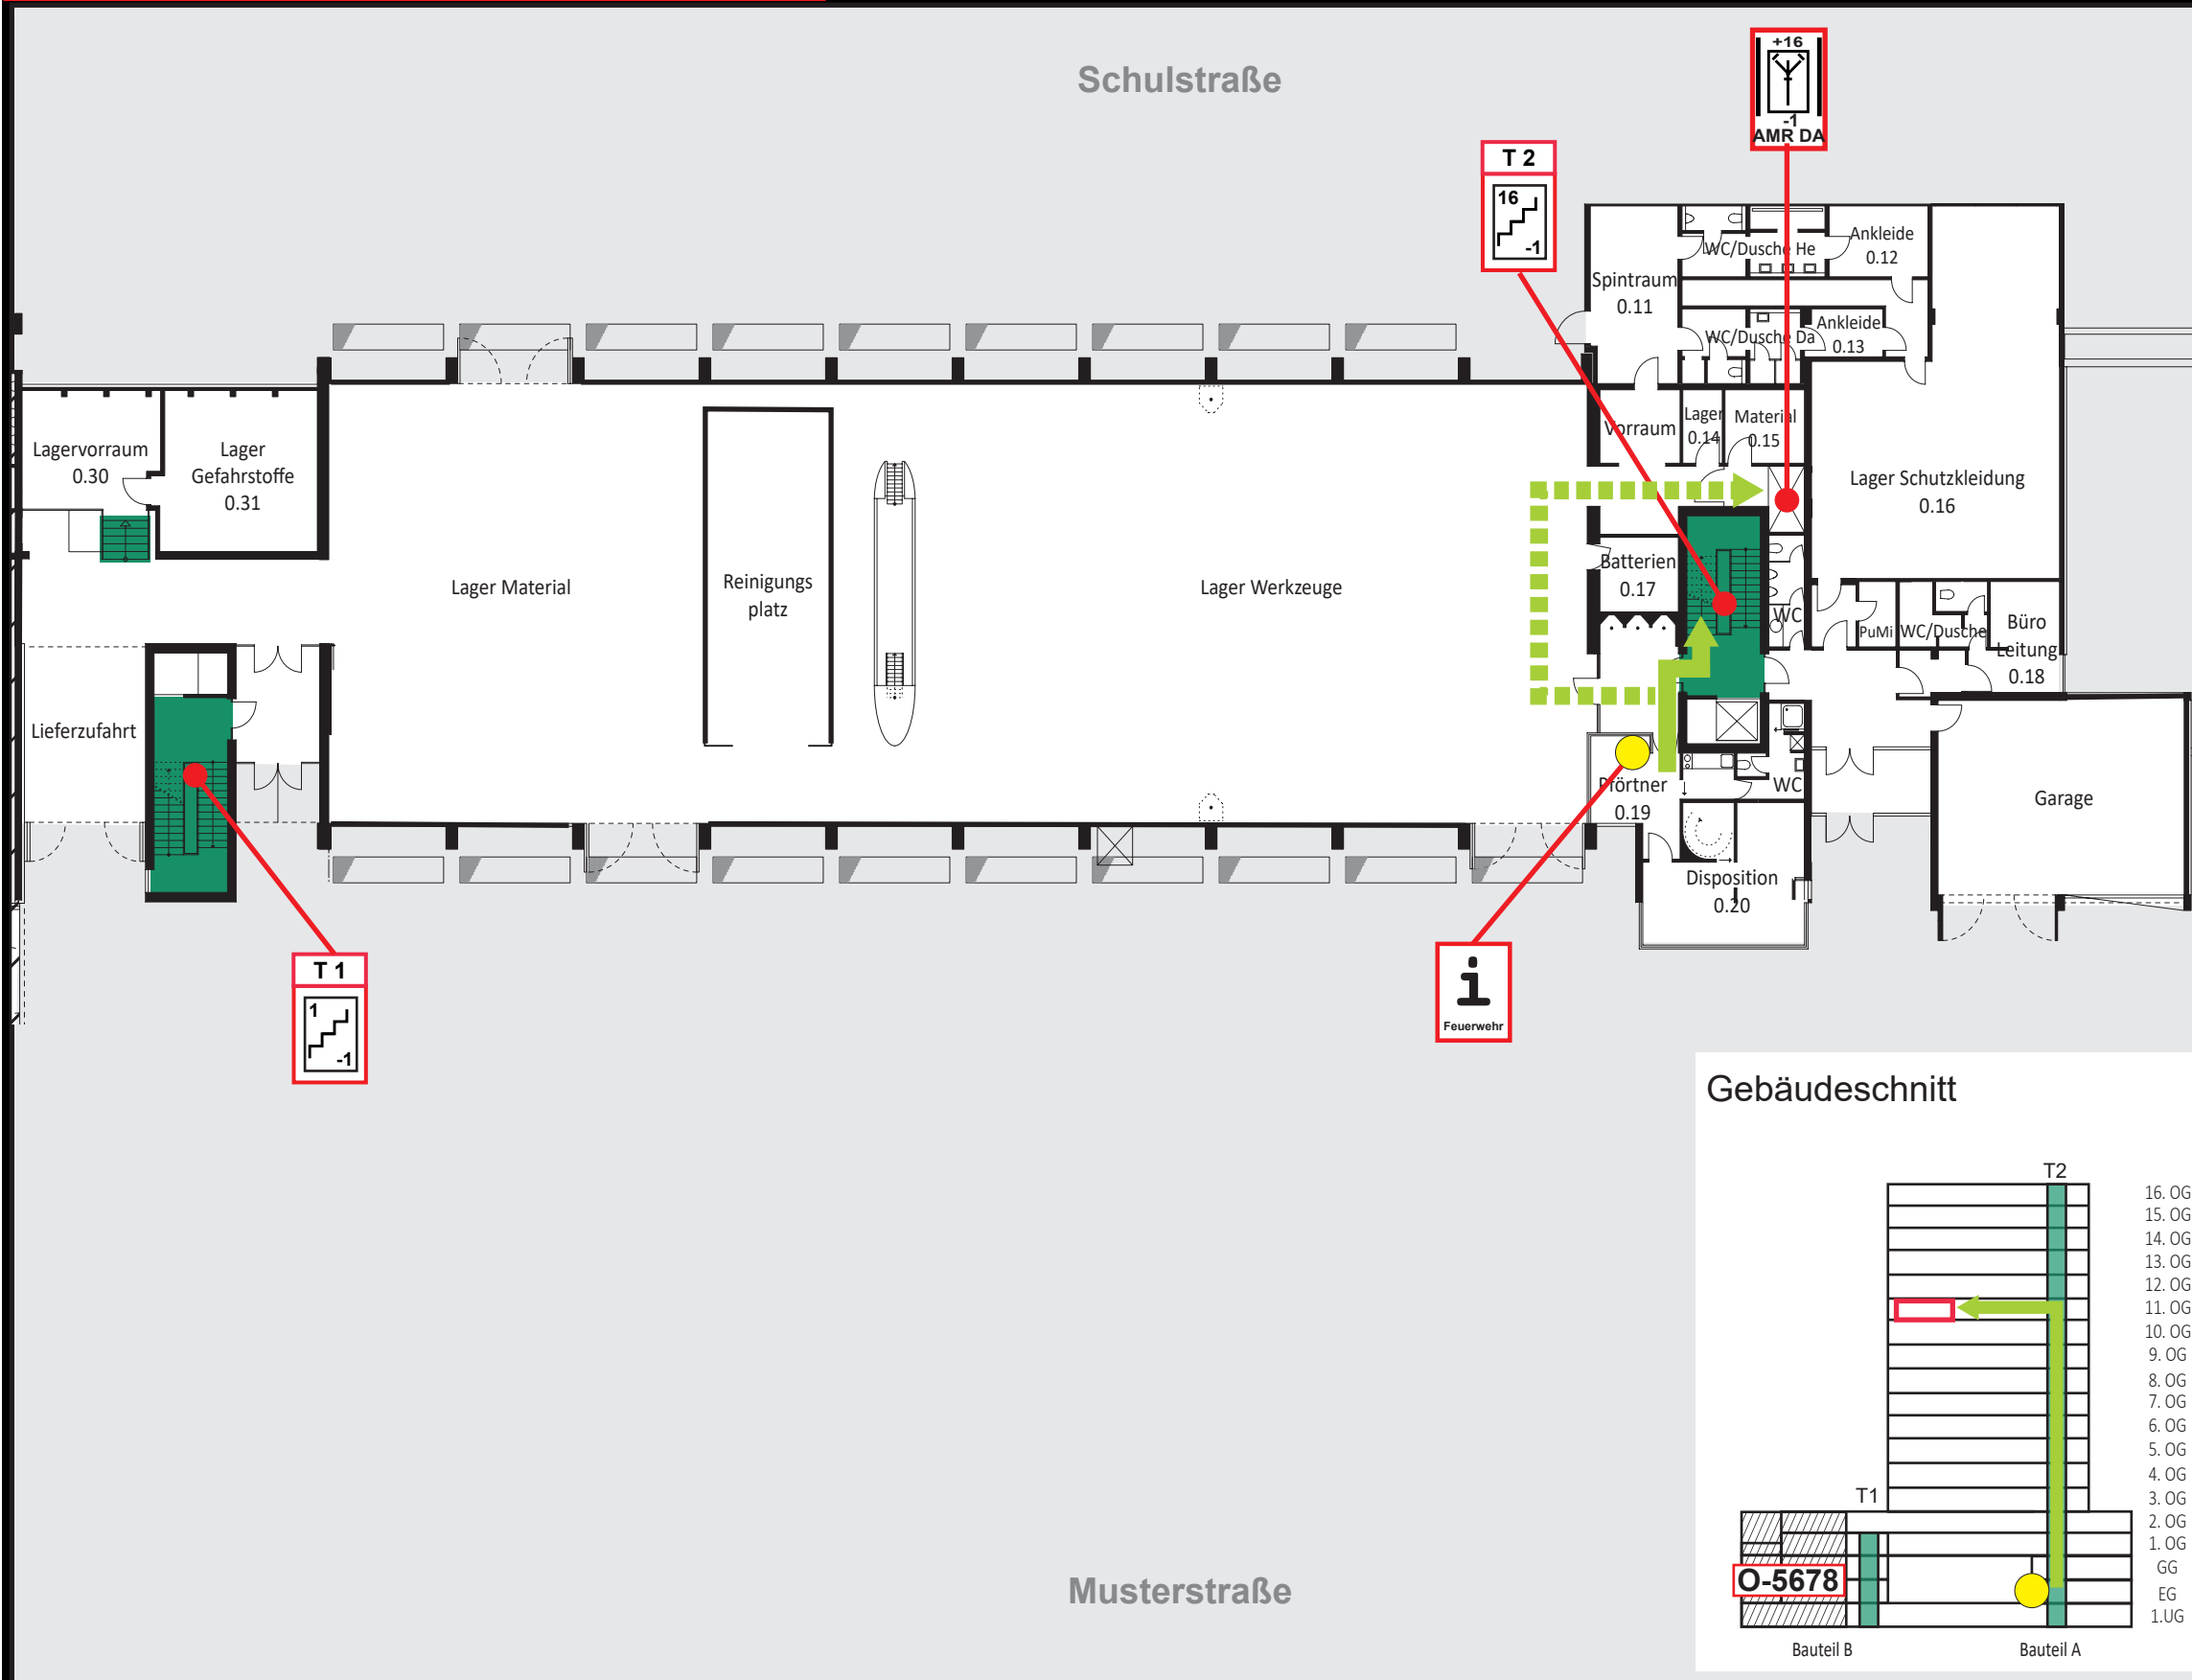 Schulstraße
+16
-1
AMR DA
T 2
16
-1
Spintraum
0.11
WC/Dusche He
Ankleide
0.12
WC/Dusche Da
Ankleide
0.13
Vorraum
Lager
0.14
Material
0.15
Lager Schutzkleidung
0.16
Lagervorraum
0.30
Lager
Gefahrstoffe
0.31
Lager Material
Reinigungs
platz
Lager Werkzeuge
Batterien
0.17
WC
PuMi
WC/Dusche
Büro
Leitung
0.18
Lieferzufahrt
Pförtner
0.19
WC
Garage
Disposition
0.20
T 1
1
-1
i
Feuerwehr
Gebäudeschnitt
T2
16. OG
15. OG
14. OG
13. OG
12. OG
11. OG
10. OG
9. OG
8. OG
7. OG
6. OG
5. OG
4. OG
3. OG
2. OG
1. OG
GG
EG
1.UG
T1
O-5678
Bauteil B
Bauteil A
Musterstraße